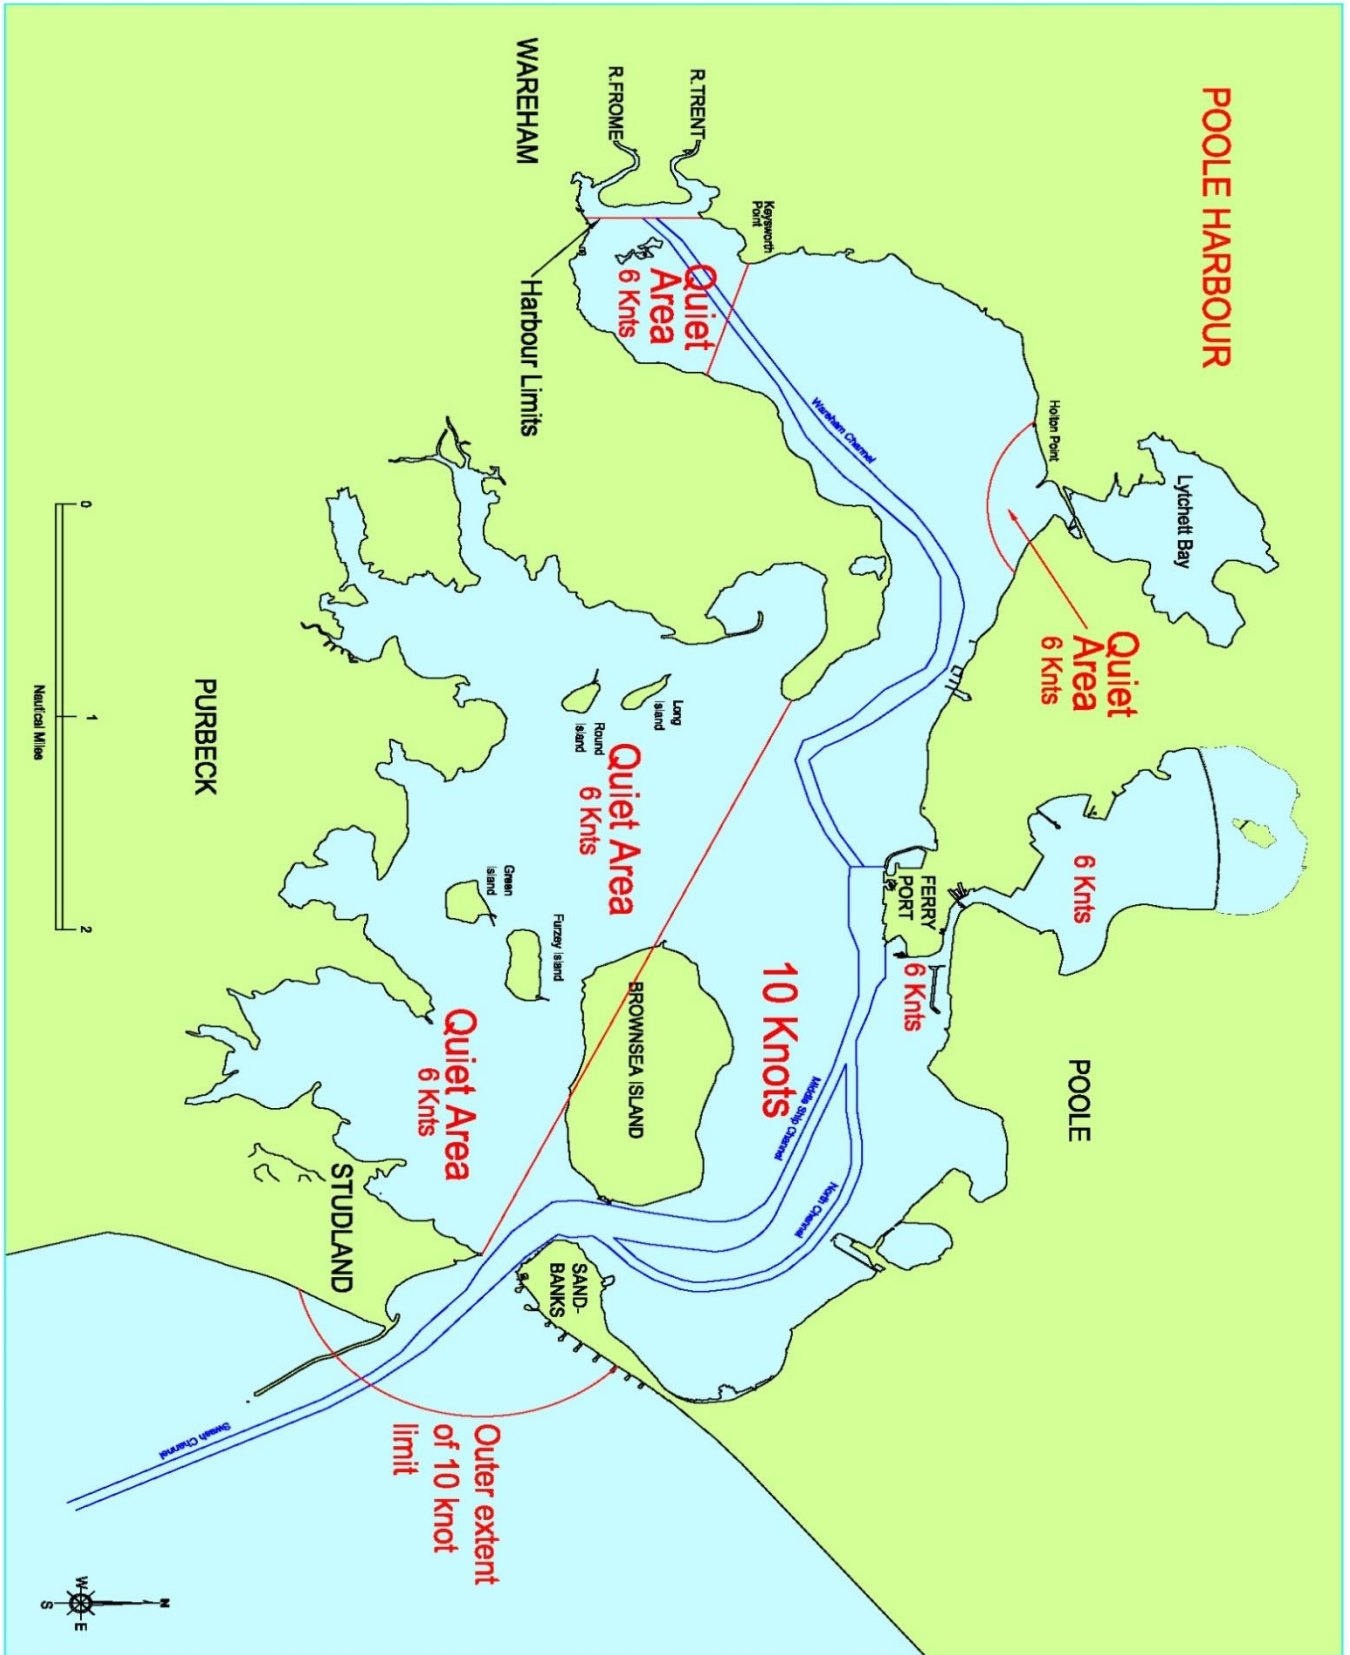 POOLE HARBOUR
Lytchett Bay
Holton Point
Quiet
Area
6 Knts
6 Knts
POOLE
R.TRENT
R.FROME
WAREHAM
Keysworth
Point
Quiet
Area
6 Knts
Harbour Limits
Wareham Channel
FERRY
PORT
6 Knts
10 Knots
Middle Ship Channel
North Channel
Long
Island
Round
Island
Quiet Area
6 Knts
BROWNSEA ISLAND
Green
Island
Furzey Island
Quiet Area
6 Knts
SAND-
BANKS
STUDLAND
PURBECK
Outer extent
of 10 knot
limit
Swash Channel
0
1
2
Nautical Miles
N
W
E
S